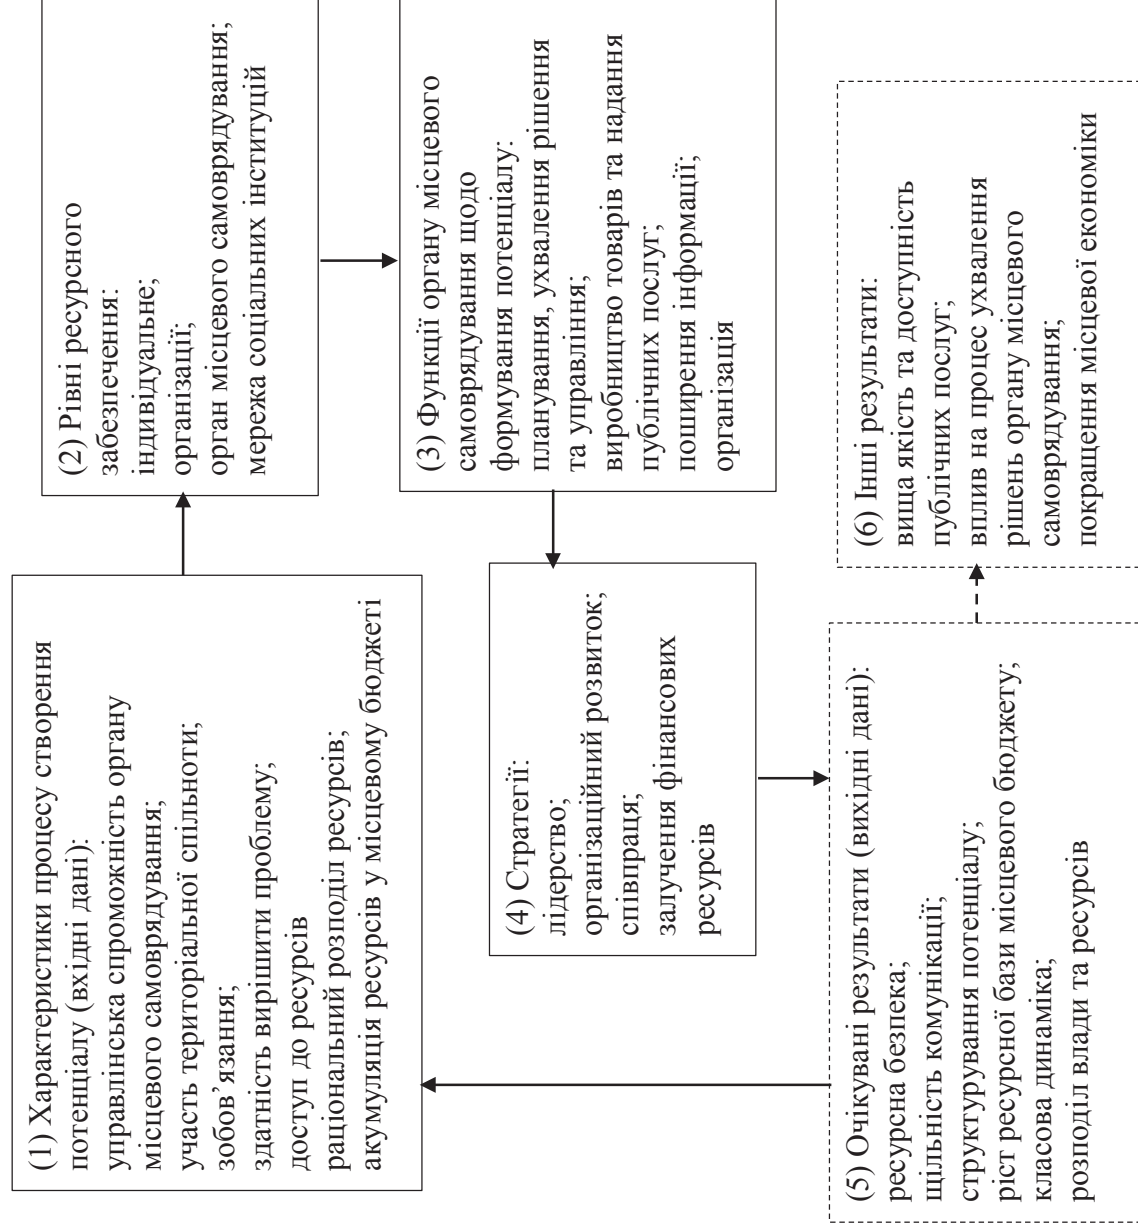 (1) Характеристики процесу створення
потенціалу (вхідні дані):
управлінська спроможність органу
місцевого самоврядування;
участь територіальної спільноти;
зобов’язання;
здатність вирішити проблему;
доступ до ресурсів
раціональний розподіл ресурсів;
акумуляція ресурсів у місцевому бюджеті
(2) Рівні ресурсного
забезпечення:
індивідуальне;
організації;
орган місцевого самоврядування;
мережа соціальних інституцій
(3) Функції органу місцевого
самоврядування щодо
формування потенціалу:
планування, ухвалення рішення
та управління;
виробництво товарів та надання
публічних послуг;
поширення інформації;
організація
(4) Стратегії:
лідерство;
організаційний розвиток;
співпраця;
залучення фінансових
ресурсів
(5) Очікувані результати (вихідні дані):
ресурсна безпека;
щільність комунікації;
структурування потенціалу;
ріст ресурсної бази місцевого бюджету;
класова динаміка;
розподіл влади та ресурсів
(6) Інші результати:
вища якість та доступність
публічних послуг;
вплив на процес ухвалення
рішень органу місцевого
самоврядування;
покращення місцевої економіки